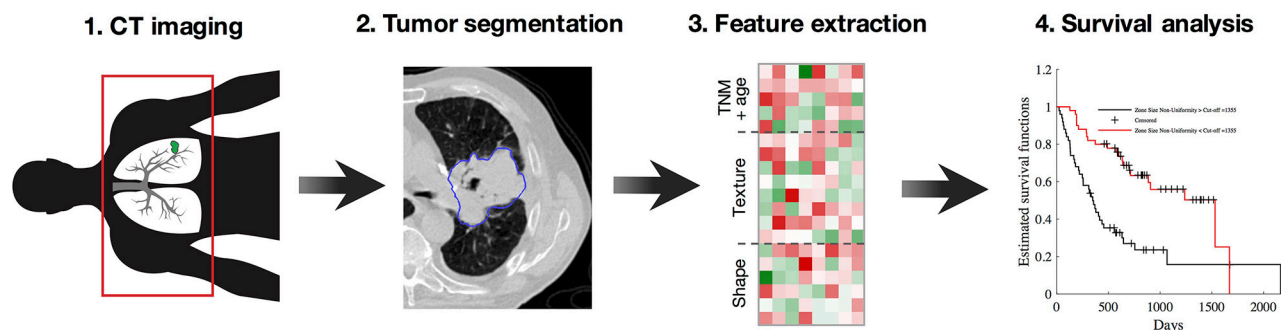 1. CT imaging
2. Tumor segmentation
3. Feature extraction
4. Survival analysis
TNM
+ age
Texture
Shape
Estimated survival functions
1.2
1
0.8
0.6
0.4
0.2
0
Zone Size Non-Uniformity > Cut-off =1355
Censored
Zone Size Non-Uniformity < Cut-off =1355
0
500
1000
1500
2000
Days